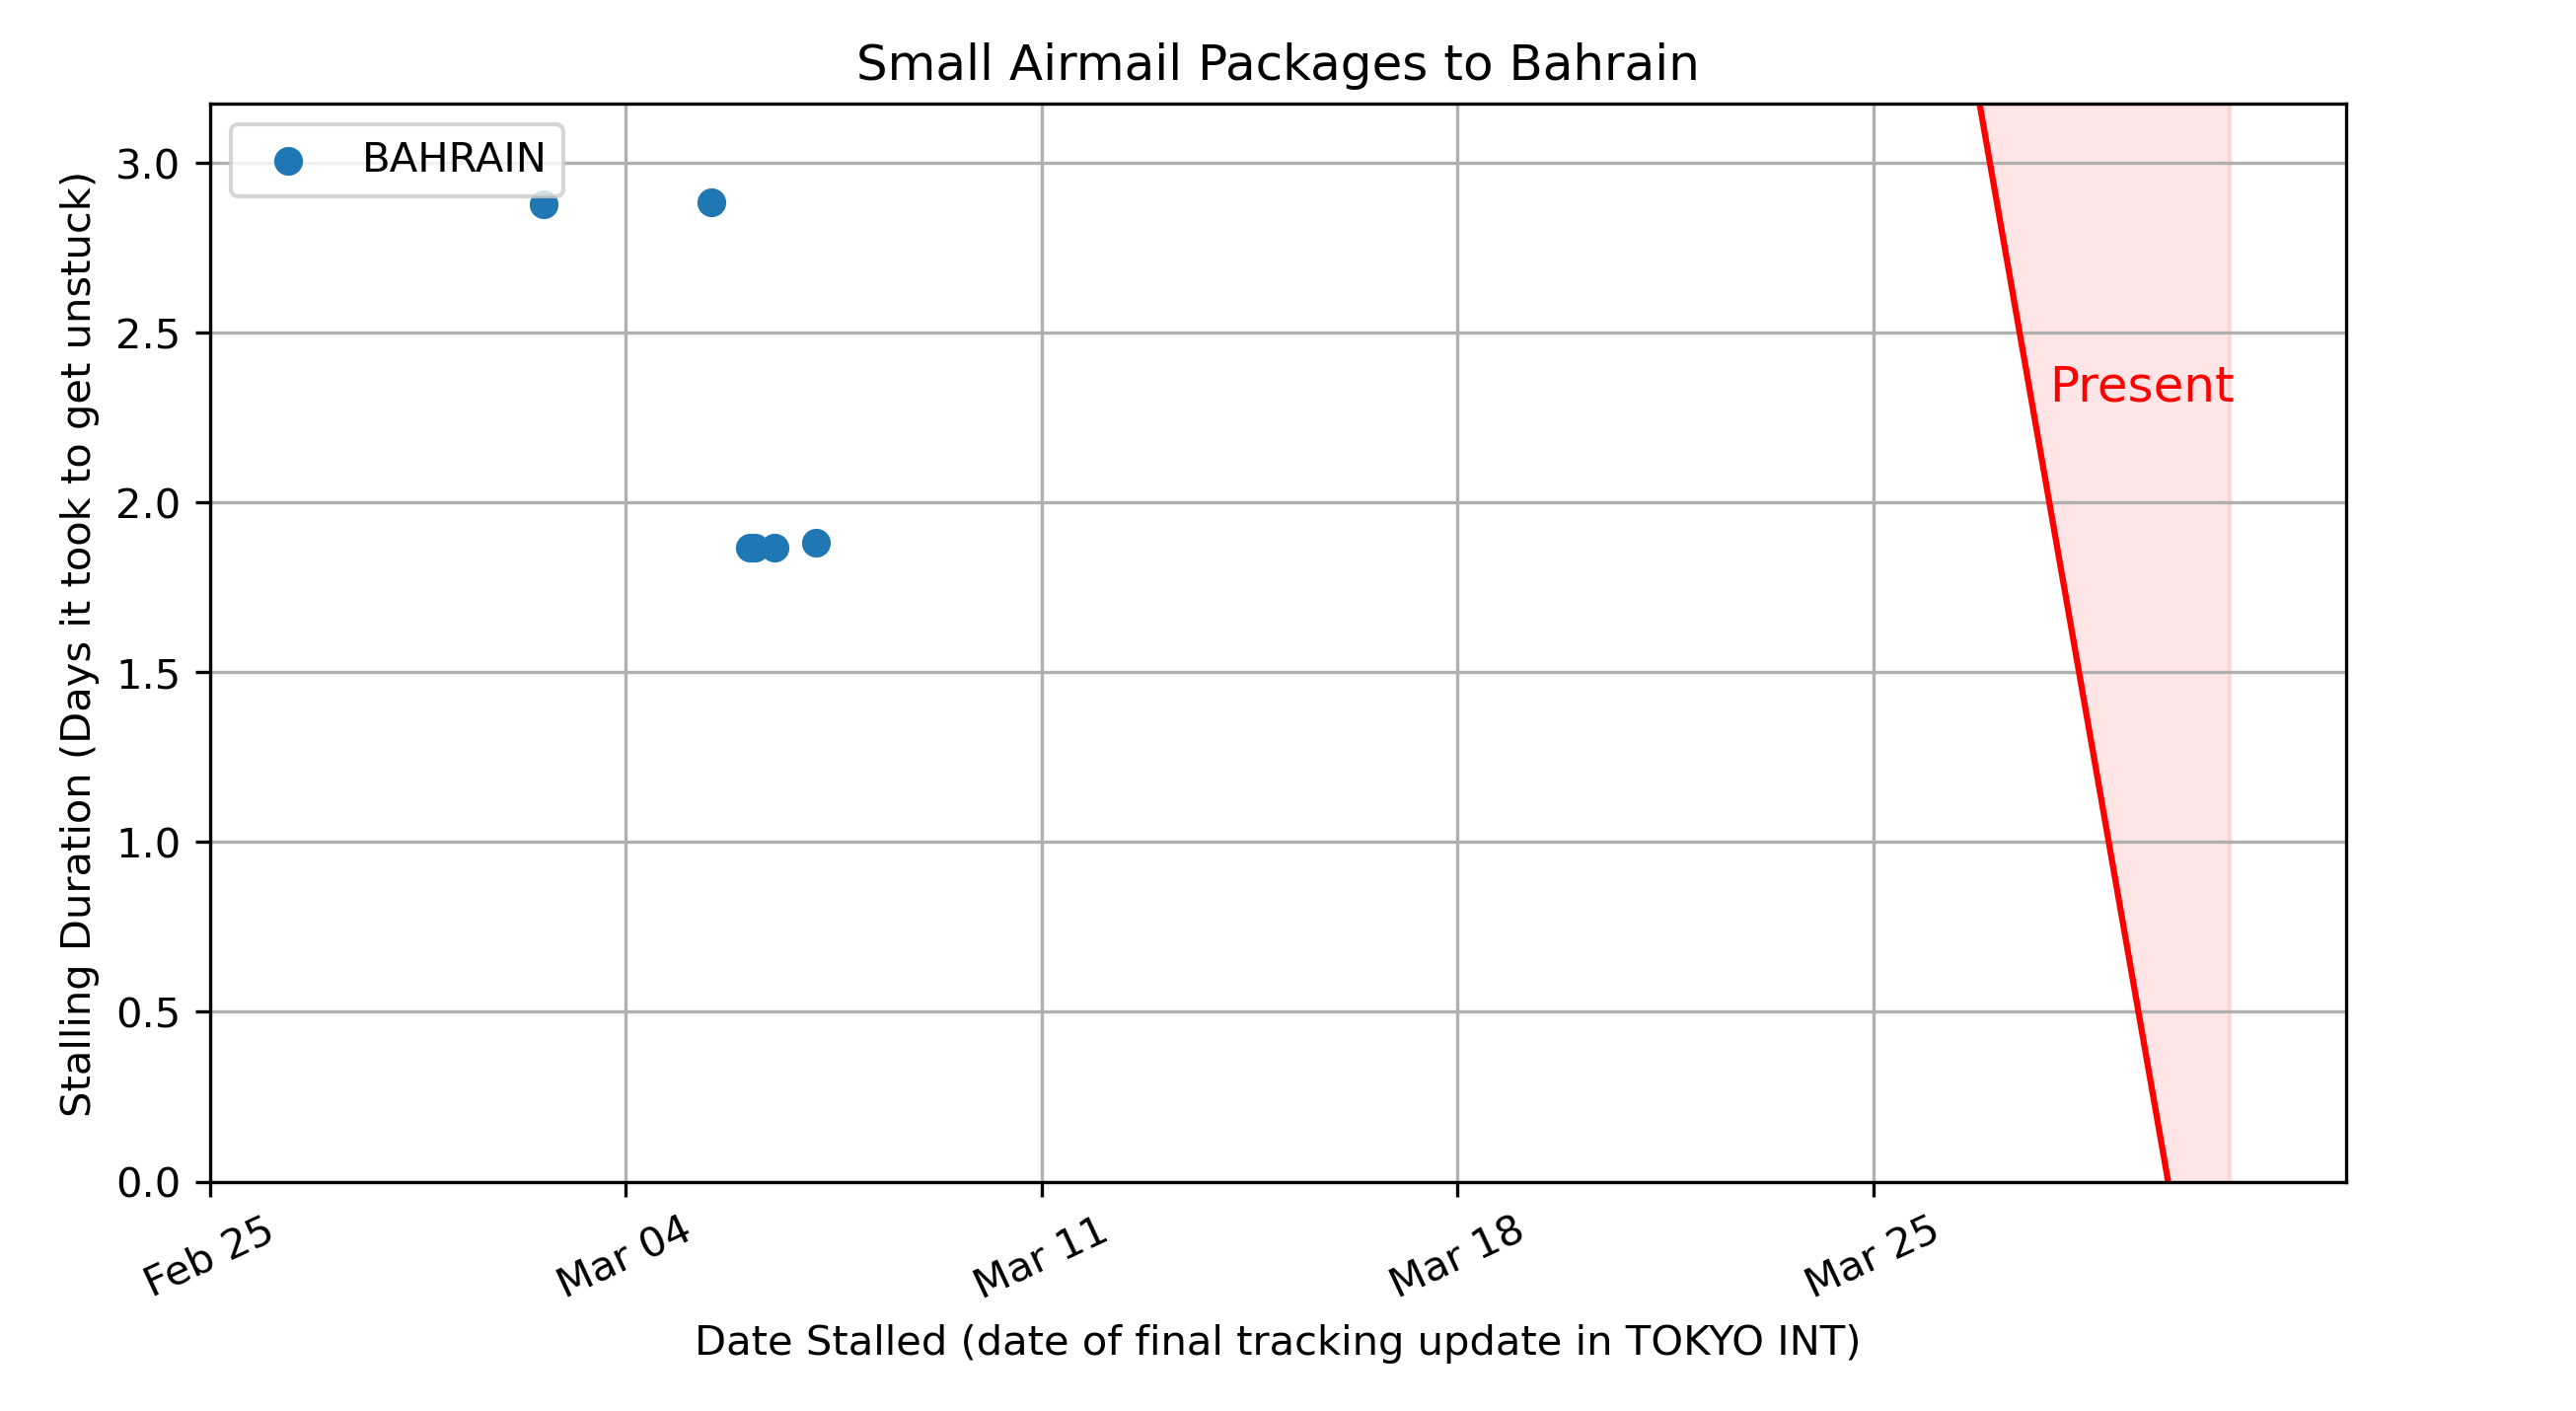 Small Airmail Packages to Bahrain
BAHRAIN
Present
Stalling Duration (Days it took to get unstuck)
3.0
2.5
2.0
1.5
1.0
0.5
0.0
Feb 25
Mar 04
Mar 11
Mar 18
Mar 25
Date Stalled (date of final tracking update in TOKYO INT)